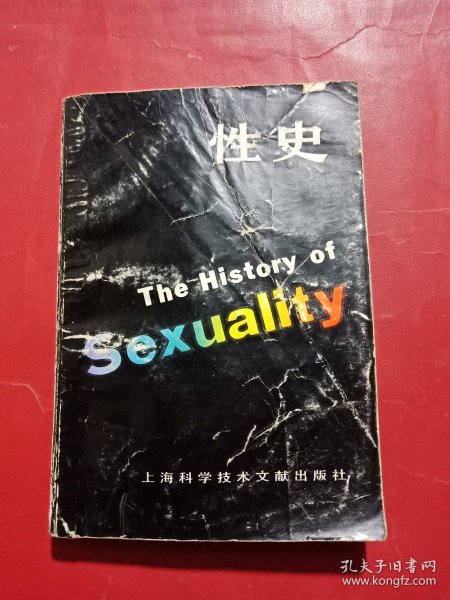 性史
The History of
Sexuality
上海科学技术文献出版社
孔夫子旧书网
www.kongfz.com